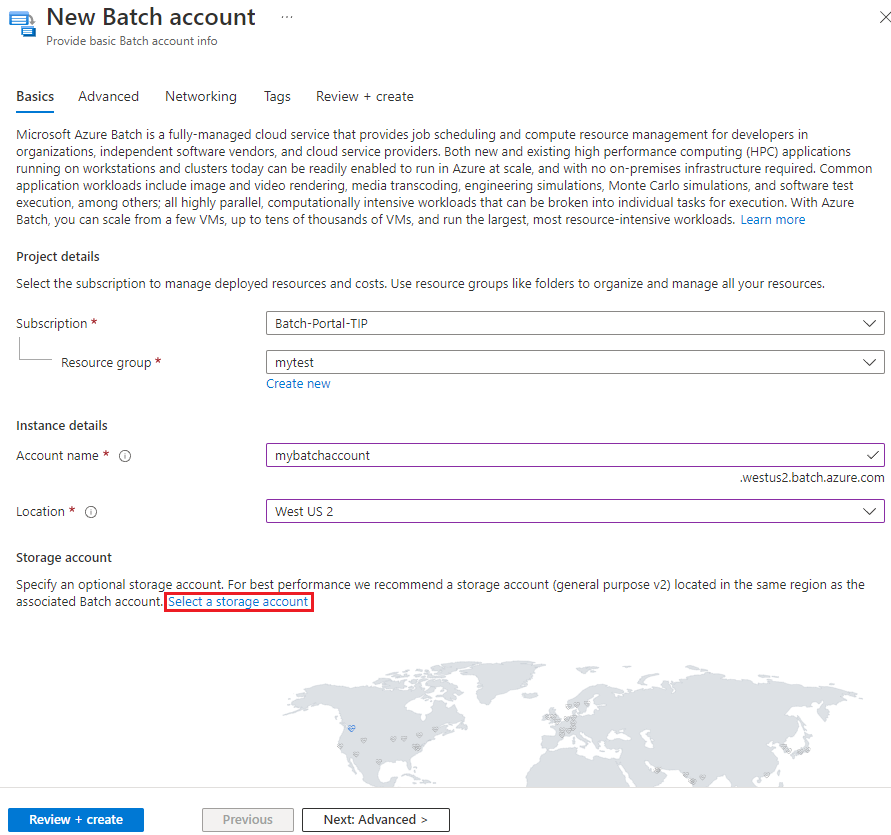 New Batch account ...
Provide basic Batch account info
Basics Advanced Networking Tags Review + create
Microsoft Azure Batch is a fully-managed cloud service that provides job scheduling and compute resource management for developers in
organizations, independent software vendors, and cloud service providers. Both new and existing high performance computing (HPC) applications
running on workstations and clusters today can be readily enabled to run in Azure at scale, and with no on-premises infrastructure required. Common
application workloads include image and video rendering, media transcoding, engineering simulations, Monte Carlo simulations, and software test
execution, among others; all highly parallel, computationally intensive workloads that can be broken into individual tasks for execution. With Azure
Batch, you can scale from a few VMs, up to tens of thousands of VMs, and run the largest, most resource-intensive workloads. Learn more
Project details
Select the subscription to manage deployed resources and costs. Use resource groups like folders to organize and manage all your resources.
Subscription * Batch-Portal-TIP
Resource group * mytest
Create new
Instance details
Account name * mybatchaccount
.westus2.batch.azure.com
Location * West US 2
Storage account
Specify an optional storage account. For best performance we recommend a storage account (general purpose v2) located in the same region as the
associated Batch account. Select a storage account
Review + create Previous Next: Advanced >